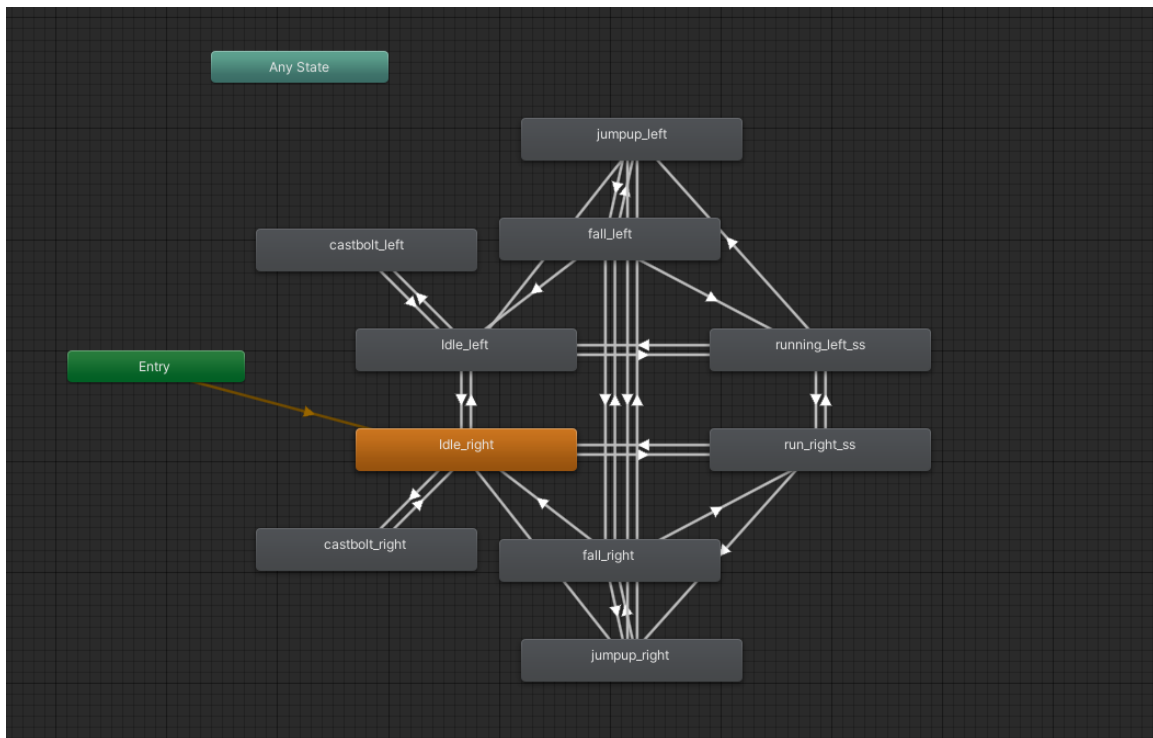 Any State
jumpup_left
fall_left
castbolt_left
Idle_left
running_left_ss
Entry
Idle_right
run_right_ss
castbolt_right
fall_right
jumpup_right